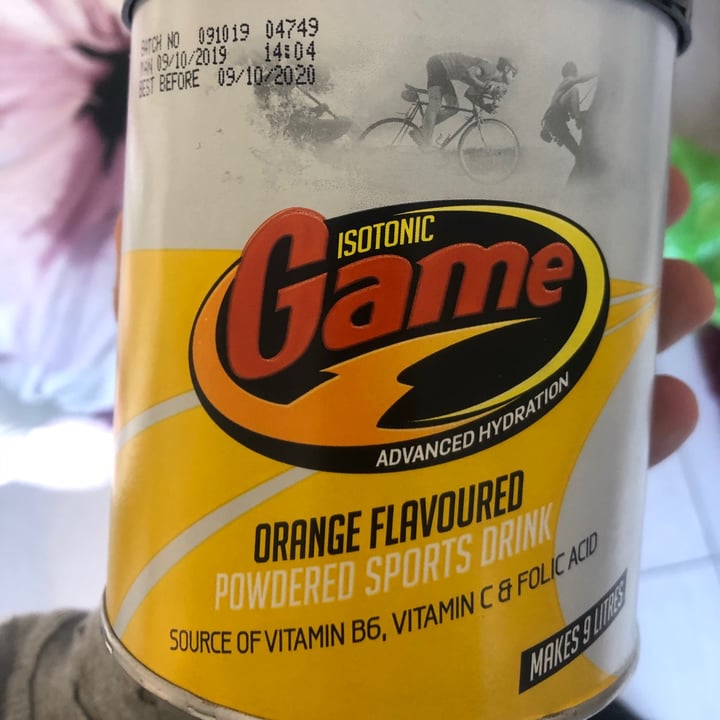 BATCH NO 091019 04749
MAN 09/10/2019 14:04
BEST BEFORE 09/10/2020
ISOTONIC
Game
ADVANCED HYDRATION
ORANGE FLAVOURED
POWDERED SPORTS DRINK
SOURCE OF VITAMIN B6, VITAMIN C & FOLIC ACID
MAKES 9 LITRES